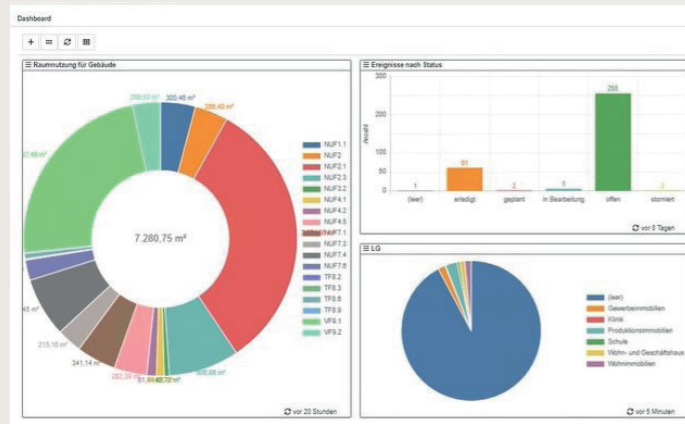 Dashboard
Raumnutzung für Gebäude
300,46 m²
7.280,75 m²
341,14 m²
215,16 m²
NUF1.1
NUF2
NUF2.1
NUF2.3
NUF3.2
NUF4.1
NUF4.2
NUF4.5
NUF7.1
NUF7.3
NUF7.4
NUF7.6
TF8.2
TF8.3
TF8.6
TF8.9
VF9.1
VF9.2
vor 20 Stunden
Ereignisse nach Status
Anzahl
300
200
100
50
0
1
61
2
255
2
(leer)
erledigt
geplant
in Bearbeitung
offen
storniert
vor 8 Tagen
LG
(leer)
Gewerbeimmobilien
Klinik
Produktionsimmobilien
Schule
Wohn- und Geschäftshaus
Wohnimmobilien
vor 5 Minuten